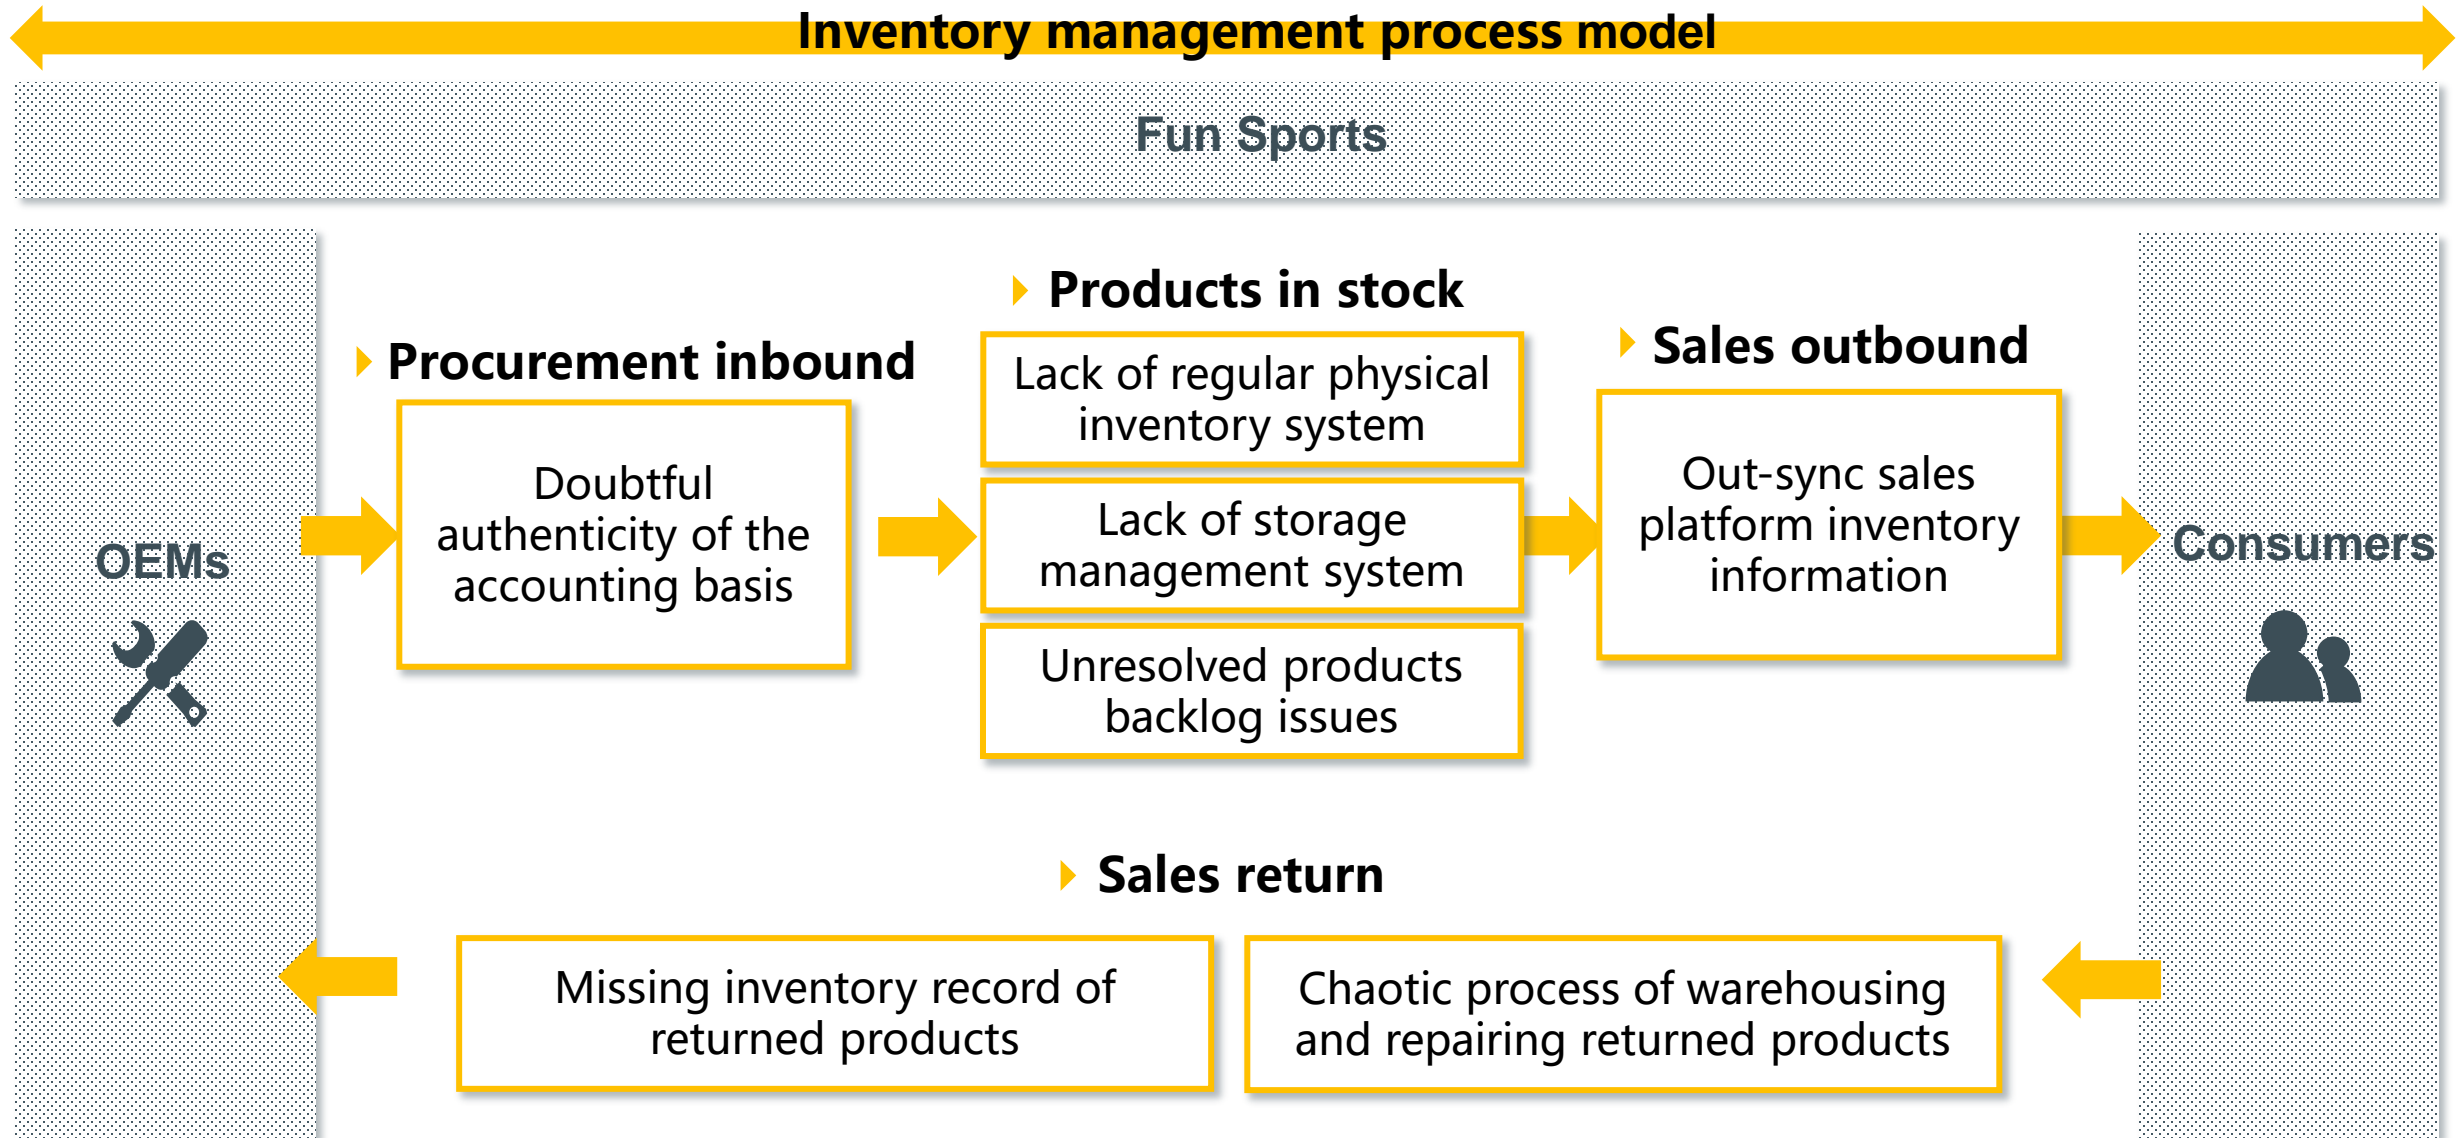 Inventory management process model
Fun Sports
OEMs
Procurement inbound
Doubtful
authenticity of the
accounting basis
Products in stock
Lack of regular physical
inventory system
Lack of storage
management system
Unresolved products
backlog issues
Sales outbound
Out-sync sales
platform inventory
information
Consumers
Sales return
Missing inventory record of
returned products
Chaotic process of warehousing
and repairing returned products